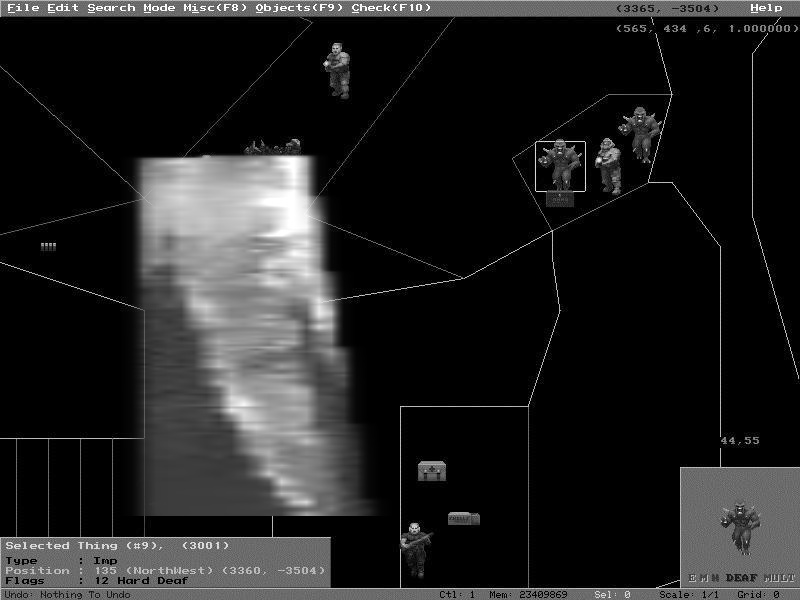 File Edit Search Mode Misc(F8) Objects(F9) Check(F10) (3365, -3504) Help
(565, 434 ,6, 1.000000)
44,55
Selected Thing (#9), (3001)
Type : Imp
Position : 135 (NorthWest) (3360, -3504)
Flags : 12 Hard Deaf
E M H DEAF MULT
Undo: Nothing To Undo Ctl: 1 Mem: 23409869 Sel: 0 Scale: 1/1 Grid: 0